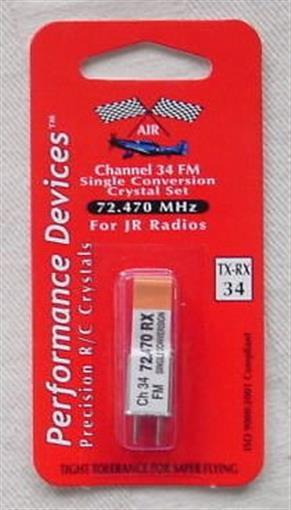 AIR
Channel 34 FM
Single Conversion
Crystal Set
72.470 MHz
For JR Radios
Performance Devices™
Precision R/C Crystals
TX-RX
34
Ch 34 72.470 RX
FM SINGLE CONVERSION
ISO 9000:2001 Compliant
TIGHT TOLERANCE FOR SAFER FLYING